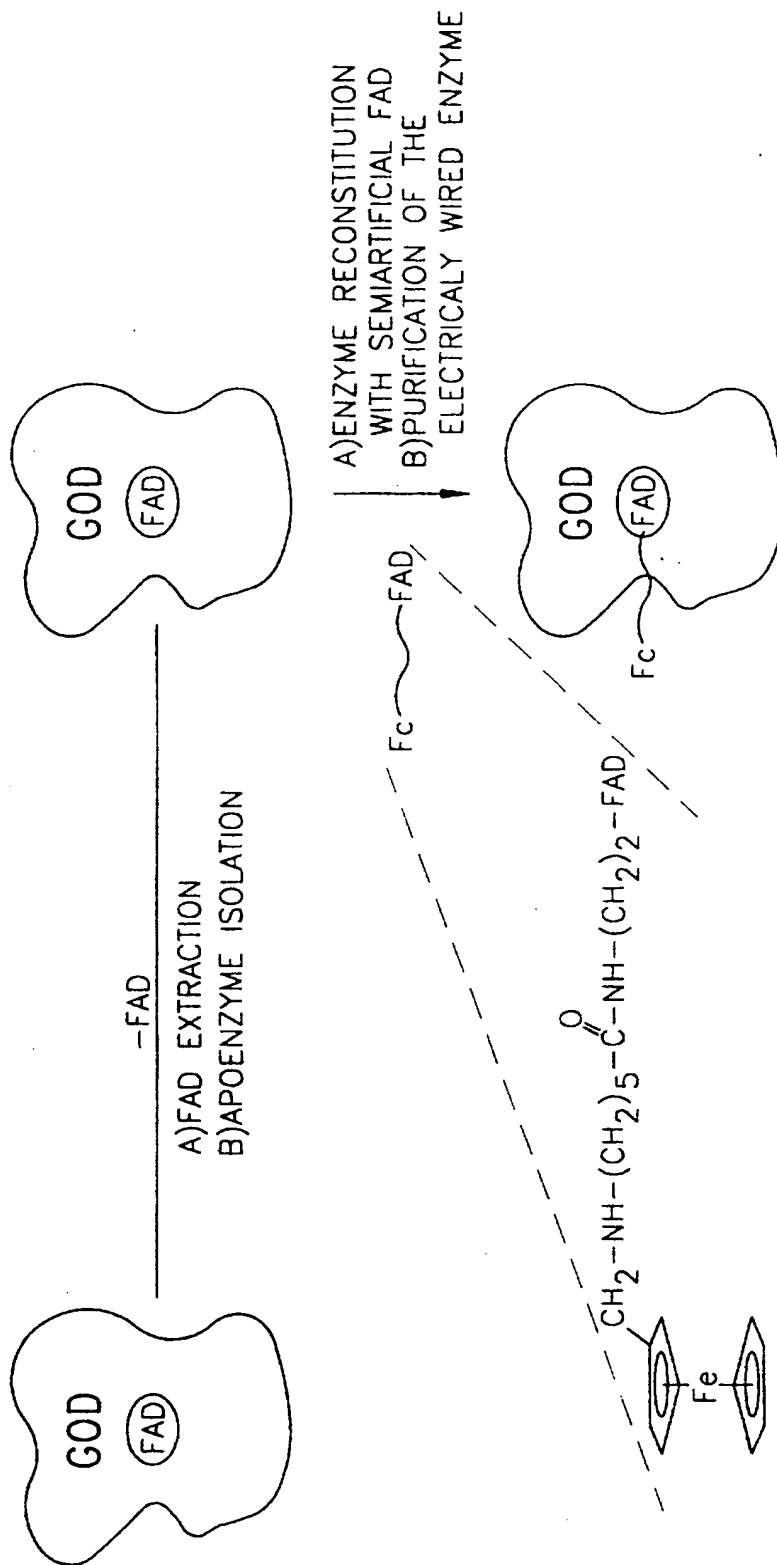 GOD
FAD
–FAD
A)FAD EXTRACTION
B)APOENZYME ISOLATION
GOD
FAD
A)ENZYME RECONSTITUTION
WITH SEMIARTIFICIAL FAD
B)PURIFICATION OF THE
ELECTRICALY WIRED ENZYME
Fc FAD
GOD
FAD
Fc
O
CH2–NH–(CH2)5–C–NH–(CH2)2–FAD
Fe